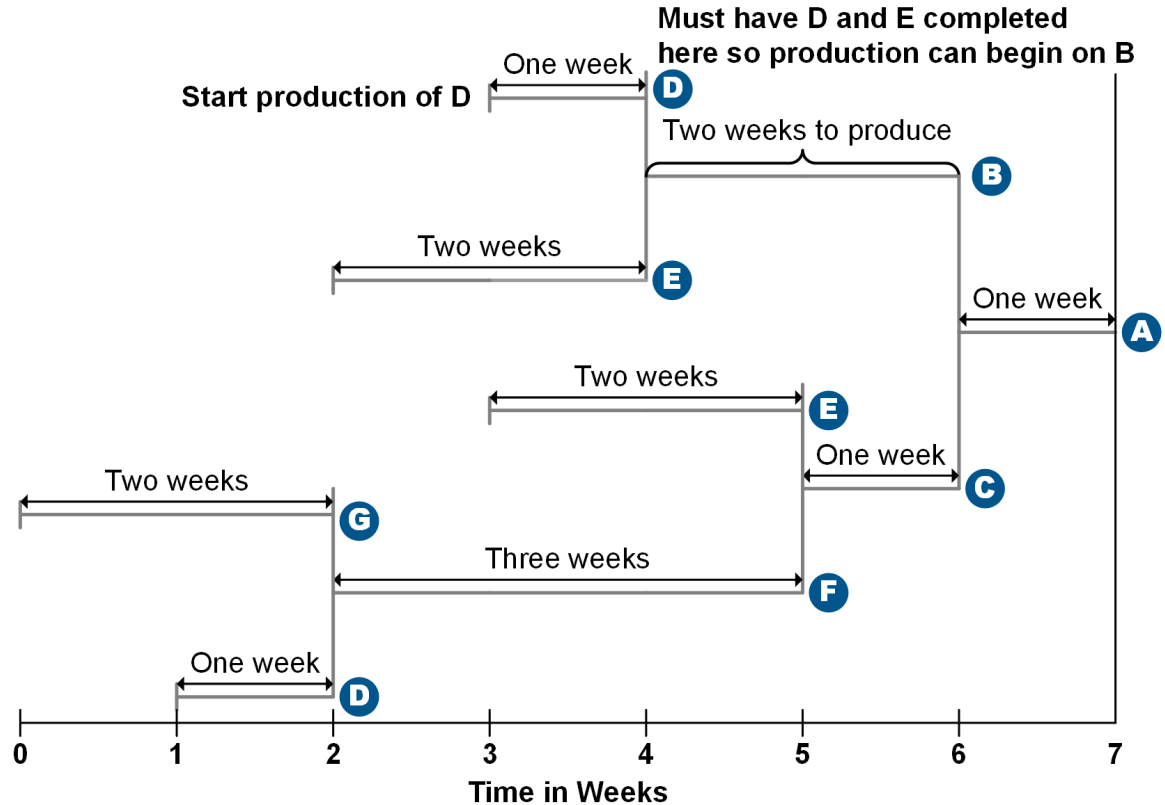 Must have D and E completed
here so production can begin on B
One week
Start production of D
D
Two weeks to produce
B
Two weeks
E
One week
A
Two weeks
E
One week
C
Two weeks
G
Three weeks
F
One week
D
0 1 2 3 4 5 6 7
Time in Weeks